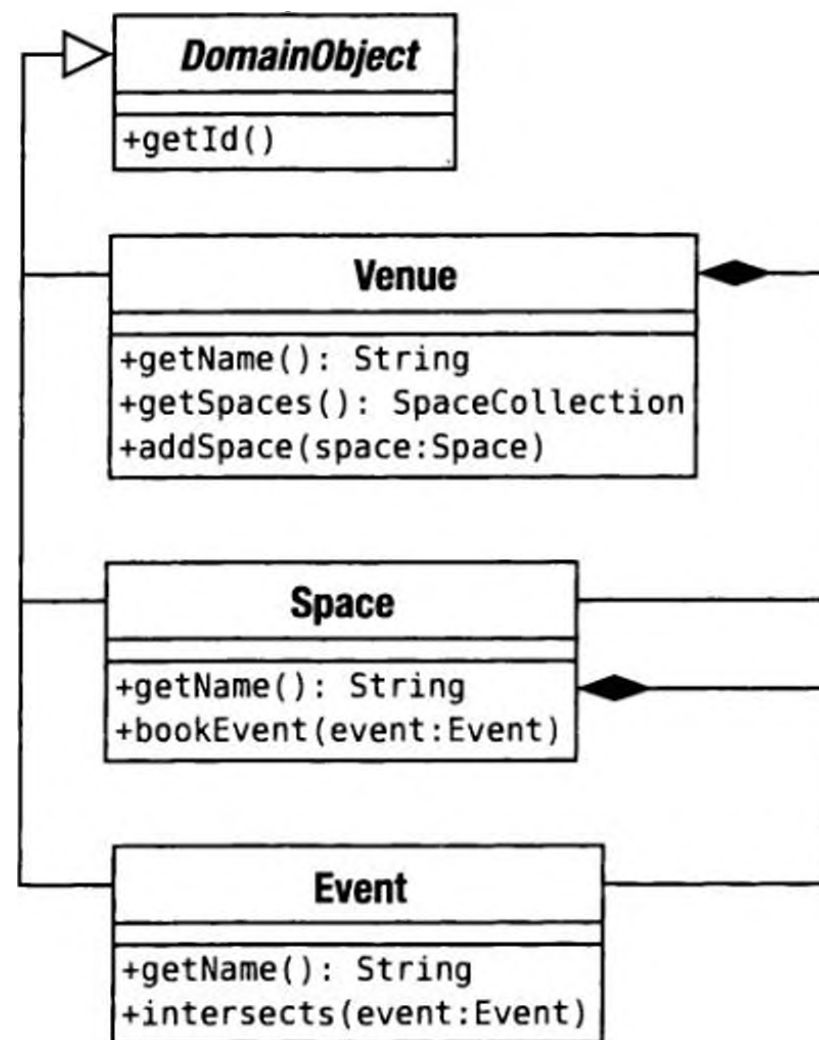 DomainObject
+getId()
Venue
+getName(): String
+getSpaces(): SpaceCollection
+addSpace(space:Space)
Space
+getName(): String
+bookEvent(event:Event)
Event
+getName(): String
+intersects(event:Event)